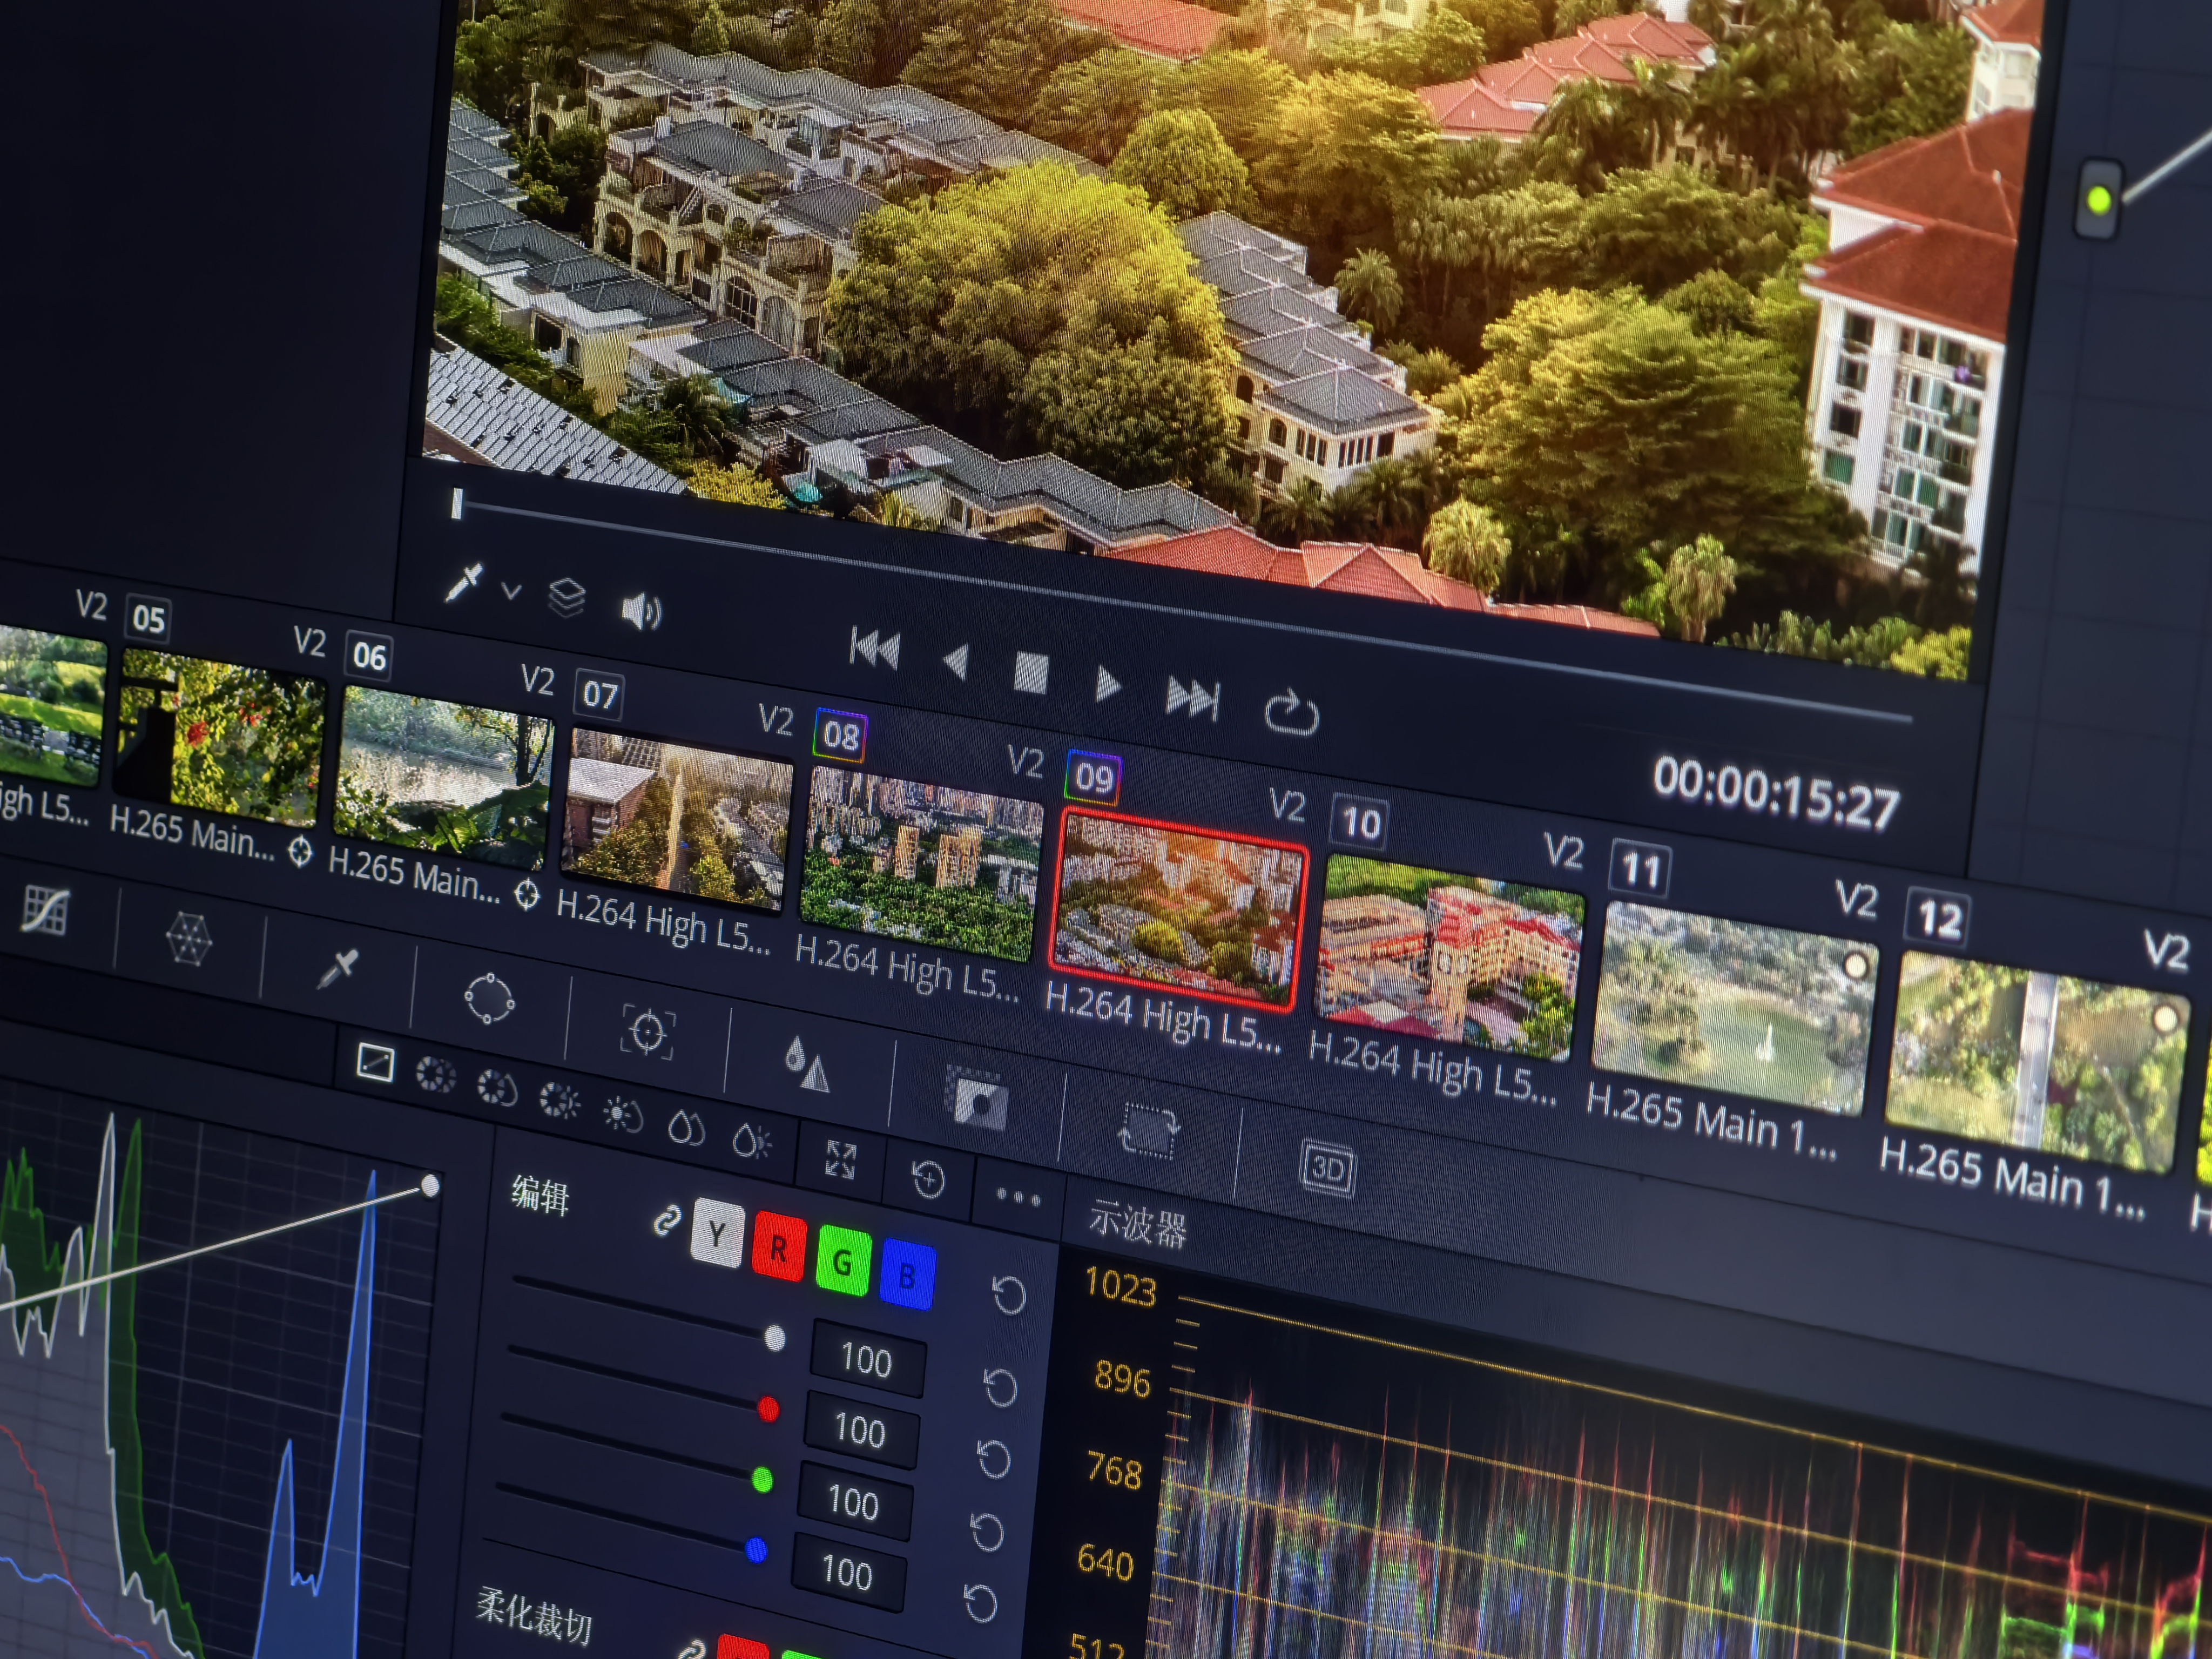 00:00:15:27
V2 05 V2 06 V2 07 V2 08 V2 09 V2 10 V2 11 V2 12 V2
igh L5... H.265 Main... H.265 Main... H.264 High L5... H.264 High L5... H.264 High L5... H.264 High L5... H.265 Main 1... H.265 Main 1... H
3D
编辑 Y R G B
100
100
100
100
柔化裁切
示波器
1023
896
768
640
512